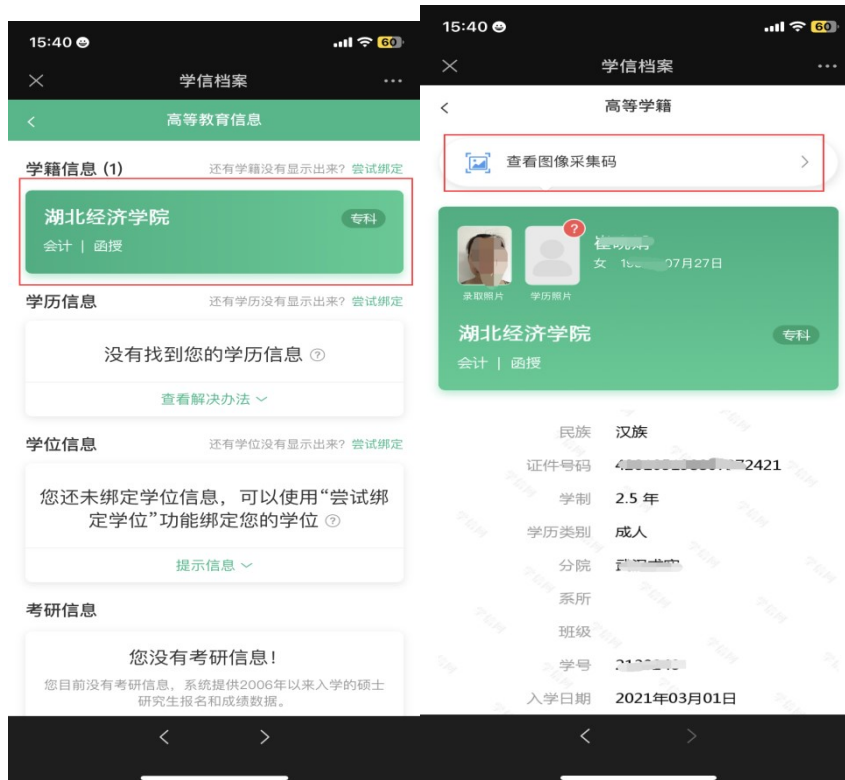 15:40
60
学信档案
高等教育信息
学籍信息 (1)
还有学籍没有显示出来? 尝试绑定
湖北经济学院
专科
会计 | 函授
学历信息
还有学历没有显示出来? 尝试绑定
没有找到您的学历信息
查看解决办法
学位信息
还有学位没有显示出来? 尝试绑定
您还未绑定学位信息，可以使用“尝试绑
定学位”功能绑定您的学位
提示信息
考研信息
您没有考研信息!
您目前没有考研信息，系统提供2006年以来入学的硕士
研究生报名和成绩数据。
15:40
60
学信档案
高等学籍
查看图像采集码
女
07月27日
录取照片
学历照片
湖北经济学院
专科
会计 | 函授
民族 汉族
证件号码 2421
学制 2.5 年
学历类别 成人
分院
系所
班级
学号
入学日期 2021年03月01日
学信网